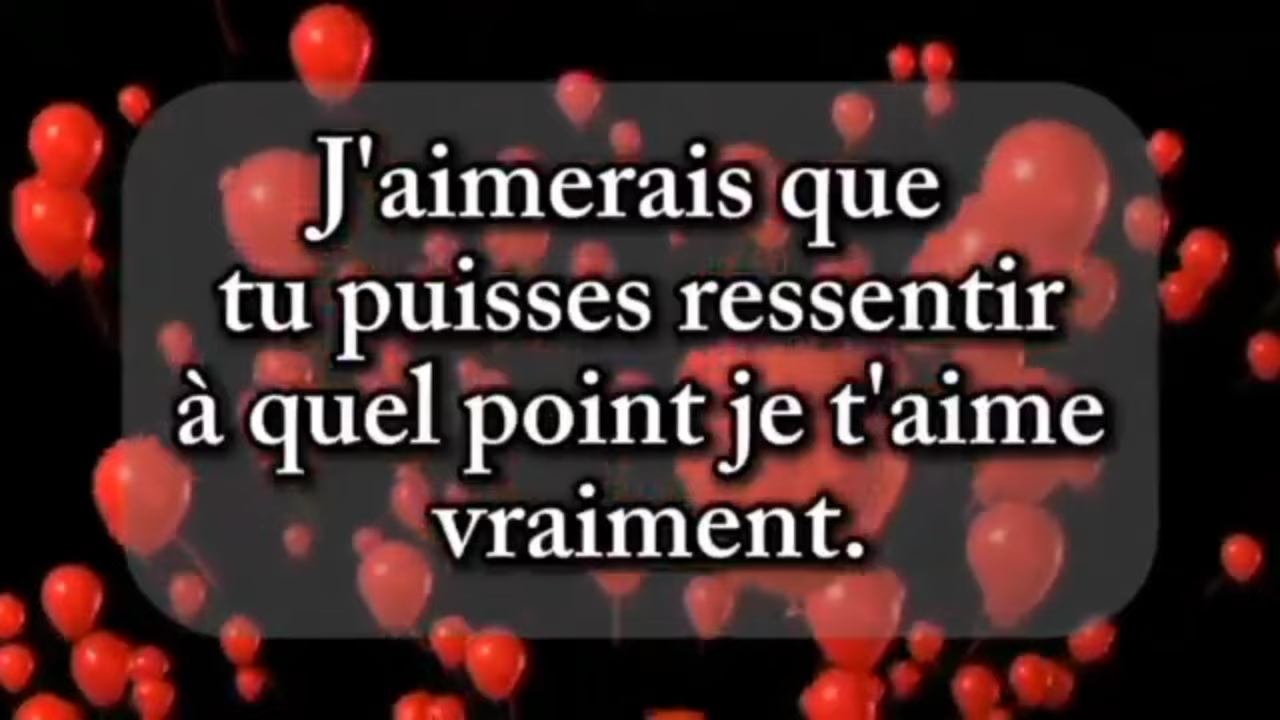 J'aimerais que
tu puisses ressentir
à quel point je t'aime
vraiment.